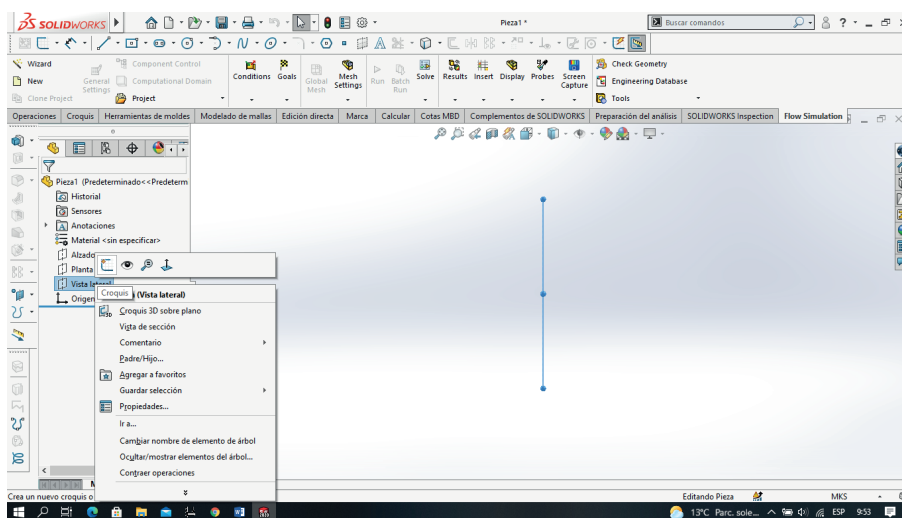 SOLIDWORKS
Pieza1 *
Buscar comandos
Wizard
New
Clone Project
General Settings
Component Control
Computational Domain
Project
Conditions
Goals
Global Mesh
Mesh Settings
Run
Batch Run
Solve
Results
Insert
Display
Probes
Screen Capture
Check Geometry
Engineering Database
Tools
Operaciones
Croquis
Herramientas de moldes
Modelado de mallas
Edición directa
Marca
Calcular
Cotas MBD
Complementos de SOLIDWORKS
Preparación del análisis
SOLIDWORKS Inspection
Flow Simulation
Pieza1 (Predeterminado<<Predeterm
Historial
Sensores
Anotaciones
Material <sin especificar>
Alzado
Planta
Vista lateral
Origen
Croquis
(Vista lateral)
Croquis 3D sobre plano
Vista de sección
Comentario
Padre/Hijo...
Agregar a favoritos
Guardar selección
Propiedades...
Ir a...
Cambiar nombre de elemento de árbol
Ocultar/mostrar elementos del árbol...
Contraer operaciones
Crea un nuevo croquis o
Editando Pieza
MKS
13°C Parc. sole...
ESP
9:53